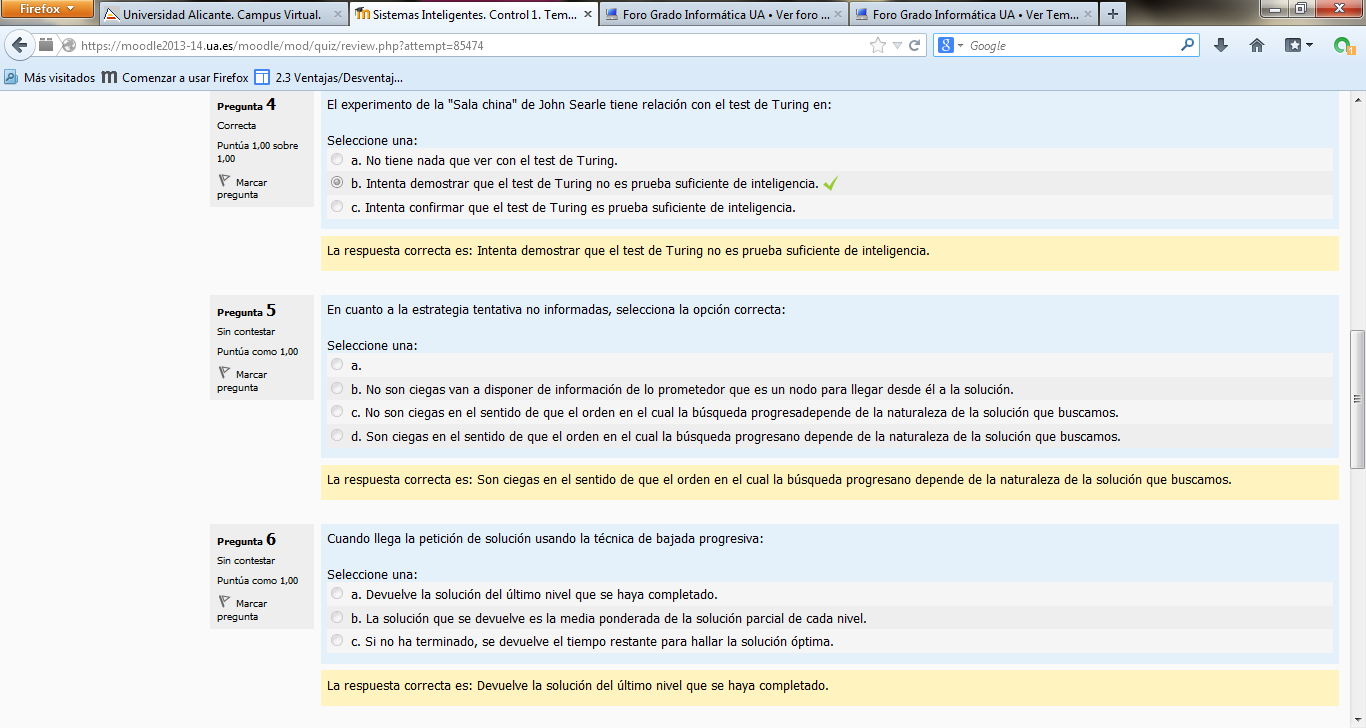 Firefox
Universidad Alicante. Campus Virtual.
Sistemas Inteligentes. Control 1. Tem...
Foro Grado Informática UA • Ver foro ...
Foro Grado Informática UA • Ver Tem...
https://moodle2013-14.ua.es/moodle/mod/quiz/review.php?attempt=85474
Google
Más visitados
Comenzar a usar Firefox
2.3 Ventajas/Desventaj...
Pregunta 4
Correcta
Puntúa 1,00 sobre
1,00
Marcar
pregunta
El experimento de la "Sala china" de John Searle tiene relación con el test de Turing en:
Seleccione una:
a. No tiene nada que ver con el test de Turing.
b. Intenta demostrar que el test de Turing no es prueba suficiente de inteligencia.
c. Intenta confirmar que el test de Turing es prueba suficiente de inteligencia.
La respuesta correcta es: Intenta demostrar que el test de Turing no es prueba suficiente de inteligencia.
Pregunta 5
Sin contestar
Puntúa como 1,00
Marcar
pregunta
En cuanto a la estrategia tentativa no informadas, selecciona la opción correcta:
Seleccione una:
a.
b. No son ciegas van a disponer de información de lo prometedor que es un nodo para llegar desde él a la solución.
c. No son ciegas en el sentido de que el orden en el cual la búsqueda progresadepende de la naturaleza de la solución que buscamos.
d. Son ciegas en el sentido de que el orden en el cual la búsqueda progresano depende de la naturaleza de la solución que buscamos.
La respuesta correcta es: Son ciegas en el sentido de que el orden en el cual la búsqueda progresano depende de la naturaleza de la solución que buscamos.
Pregunta 6
Sin contestar
Puntúa como 1,00
Marcar
pregunta
Cuando llega la petición de solución usando la técnica de bajada progresiva:
Seleccione una:
a. Devuelve la solución del último nivel que se haya completado.
b. La solución que se devuelve es la media ponderada de la solución parcial de cada nivel.
c. Si no ha terminado, se devuelve el tiempo restante para hallar la solución óptima.
La respuesta correcta es: Devuelve la solución del último nivel que se haya completado.